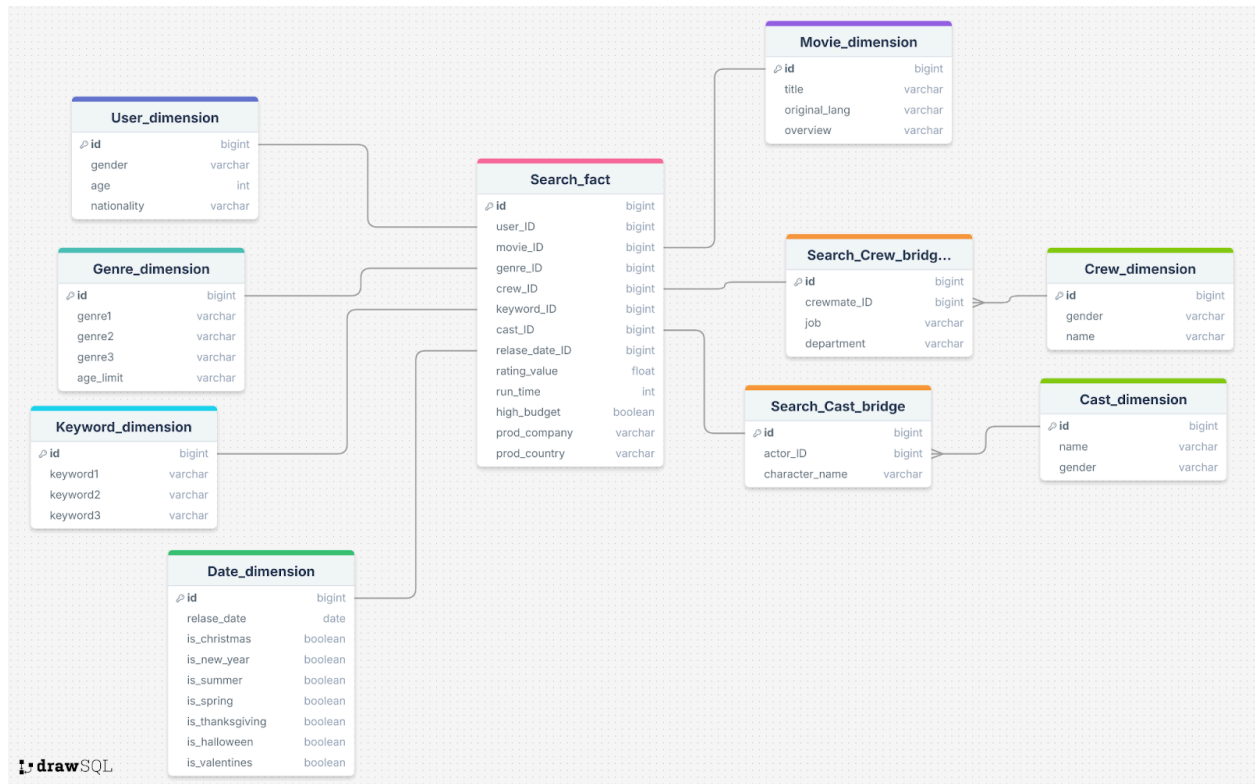 Movie_dimension
id bigint
title varchar
original_lang varchar
overview varchar
User_dimension
id bigint
gender varchar
age int
nationality varchar
Search_fact
id bigint
user_ID bigint
movie_ID bigint
genre_ID bigint
crew_ID bigint
keyword_ID bigint
cast_ID bigint
relase_date_ID bigint
rating_value float
run_time int
high_budget boolean
prod_company varchar
prod_country varchar
Genre_dimension
id bigint
genre1 varchar
genre2 varchar
genre3 varchar
age_limit varchar
Search_Crew_bridg...
id bigint
crewmate_ID bigint
job varchar
department varchar
Crew_dimension
id bigint
gender varchar
name varchar
Keyword_dimension
id bigint
keyword1 varchar
keyword2 varchar
keyword3 varchar
Search_Cast_bridge
id bigint
actor_ID bigint
character_name varchar
Cast_dimension
id bigint
name varchar
gender varchar
Date_dimension
id bigint
relase_date date
is_christmas boolean
is_new_year boolean
is_summer boolean
is_spring boolean
is_thanksgiving boolean
is_halloween boolean
is_valentines boolean
drawSQL